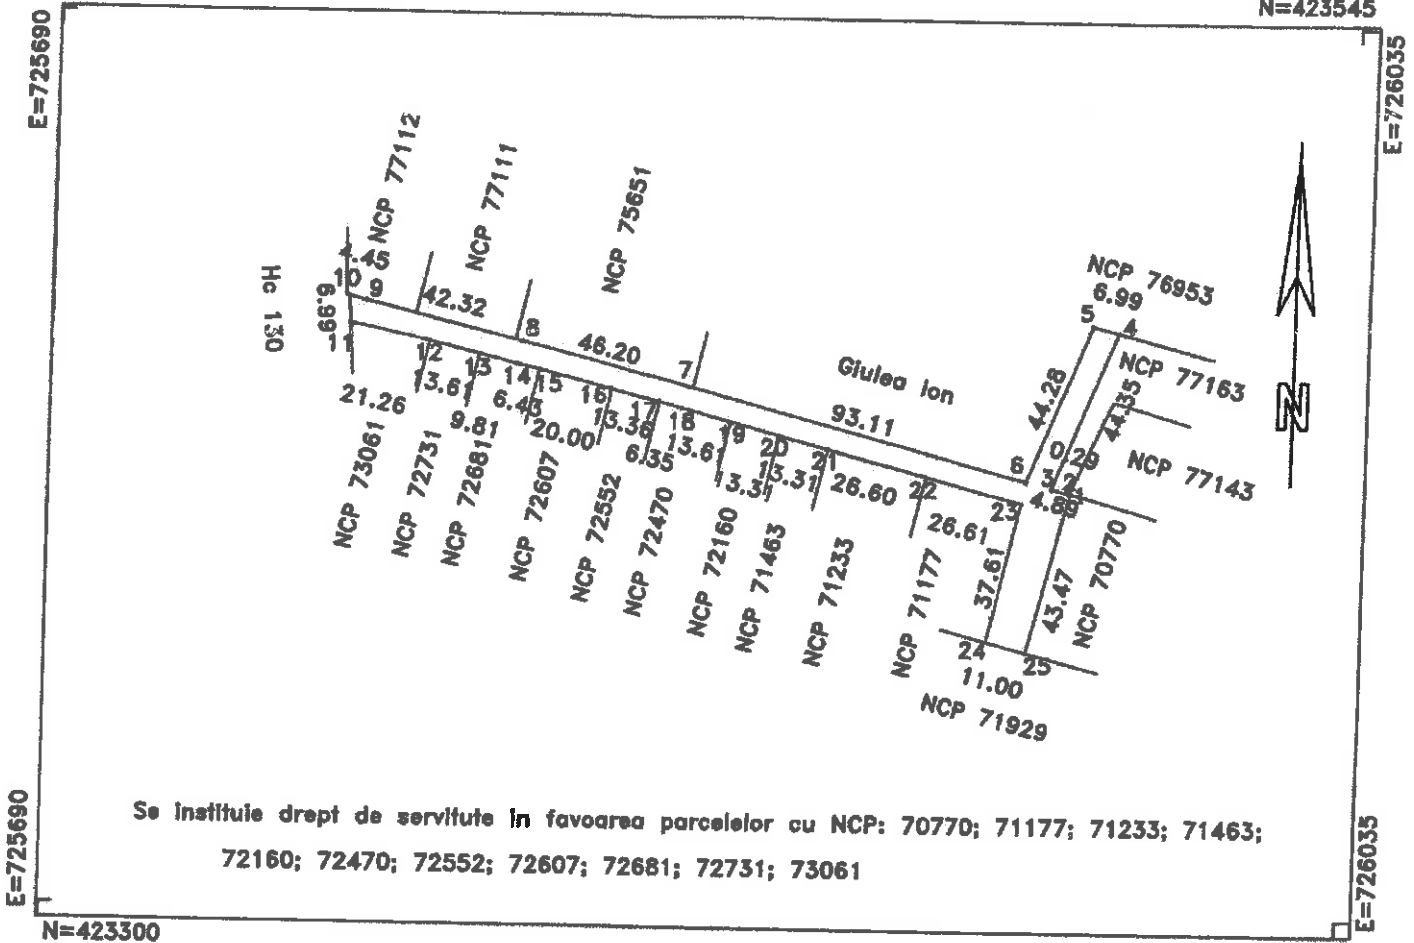 N=423545
E=725690
E=726035
NCP 77112
NCP 77111
NCP 75651
Hc 130
4.45
10
9
42.32
8
46.20
7
Giulea Ion
93.11
NCP 76953
6.99
5
4
NCP 77163
44.28
44.35
6
0.29
3
2
NCP 77143
4.88
6.99
11
12
13
14
15
16
17
18
19
20
21
22
23
21.26
13.61
9.81
6.43
20.00
13.36
6.35
13.61
13.31
13.31
26.60
26.61
37.61
43.47
24
25
11.00
NCP 73061
NCP 72731
NCP 72681
NCP 72607
NCP 72552
NCP 72470
NCP 72160
NCP 71463
NCP 71233
NCP 71177
NCP 70770
NCP 71929
N
Se instituie drept de servitute in favoarea parcelelor cu NCP: 70770; 71177; 71233; 71463;
72160; 72470; 72552; 72607; 72681; 72731; 73061
E=725690
E=726035
N=423300